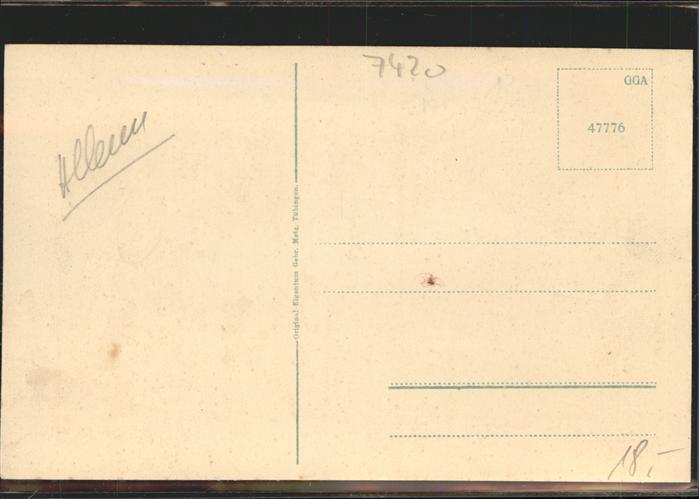 7420
GGA
47776
Original Eigentum Gebr. Metz, Tübingen.
18,-